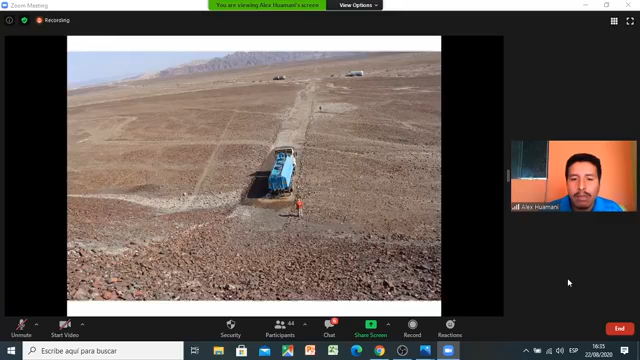 Zoom Meeting
You are viewing Alex Huamani's screen
View Options
Recording
Alex Huamani
Unmute
Start Video
Security
Participants
44
Chat
Share Screen
Record
Reactions
End
Escribe aquí para buscar
ESP
16:35
22/08/2020